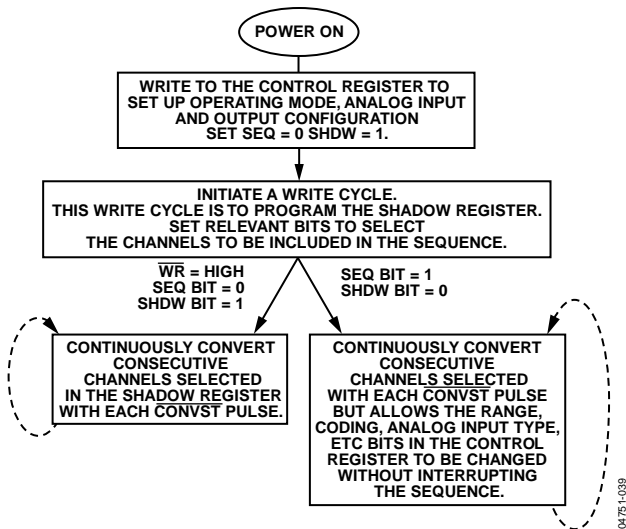 POWER ON
WRITE TO THE CONTROL REGISTER TO
SET UP OPERATING MODE, ANALOG INPUT
AND OUTPUT CONFIGURATION
SET SEQ = 0 SHDW = 1.
INITIATE A WRITE CYCLE.
THIS WRITE CYCLE IS TO PROGRAM THE SHADOW REGISTER.
SET RELEVANT BITS TO SELECT
THE CHANNELS TO BE INCLUDED IN THE SEQUENCE.
WR = HIGH
SEQ BIT = 0
SHDW BIT = 1
SEQ BIT = 1
SHDW BIT = 0
CONTINUOUSLY CONVERT
CONSECUTIVE
CHANNELS SELECTED
IN THE SHADOW REGISTER
WITH EACH CONVST PULSE.
CONTINUOUSLY CONVERT
CONSECUTIVE
CHANNELS SELECTED
WITH EACH CONVST PULSE
BUT ALLOWS THE RANGE,
CODING, ANALOG INPUT TYPE,
ETC BITS IN THE CONTROL
REGISTER TO BE CHANGED
WITHOUT INTERRUPTING
THE SEQUENCE.
04751-039